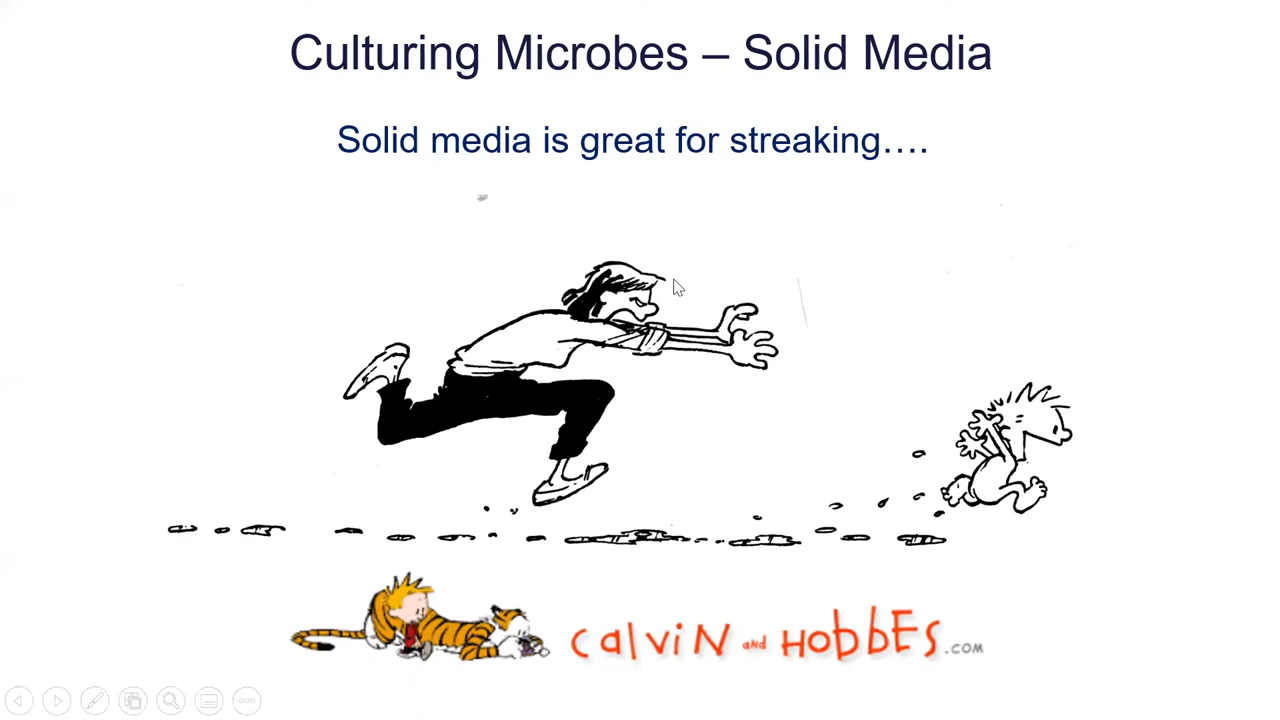 Culturing Microbes – Solid Media
Solid media is great for streaking….
calviN and HobbEs.com